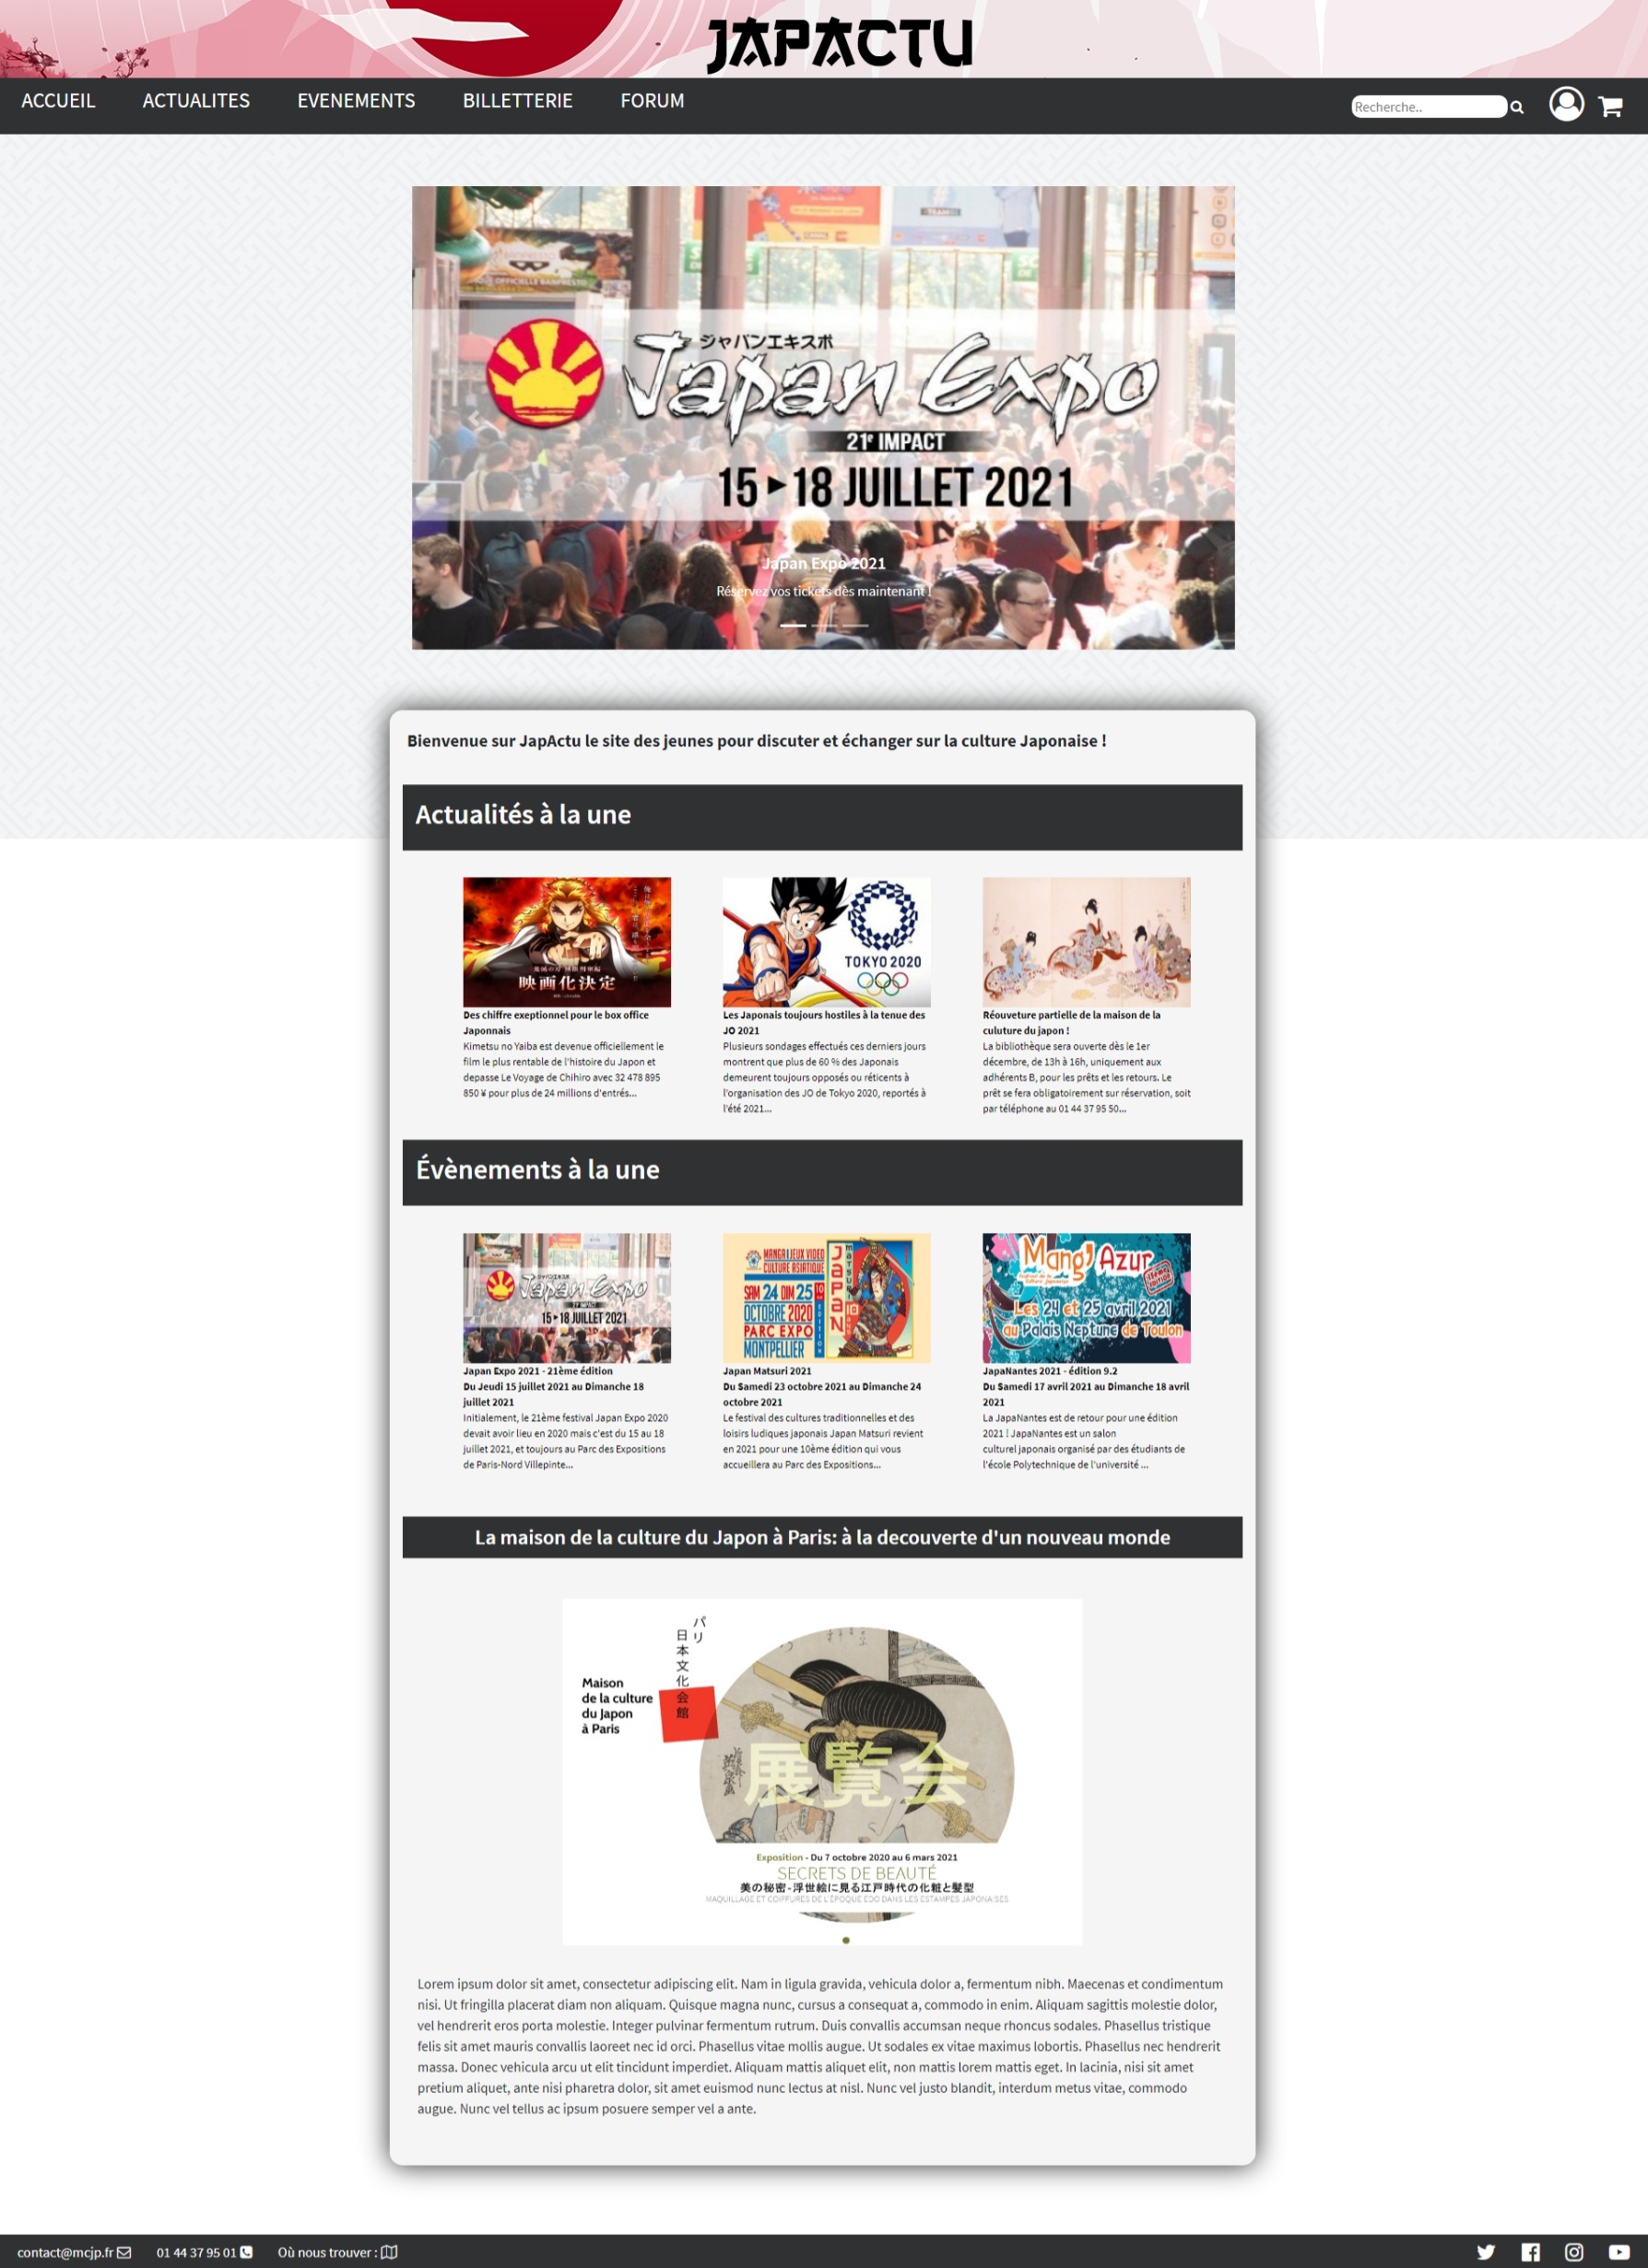 JAPACTU
ACCUEIL ACTUALITES EVENEMENTS BILLETTERIE FORUM
Recherche..
ジャパンエキスポ
Japan Expo
21e IMPACT
15 ▸ 18 JUILLET 2021
Japan Expo 2021
Réservez vos tickets dès maintenant !
Bienvenue sur JapActu le site des jeunes pour discuter et échanger sur la culture Japonaise !
Actualités à la une
映画化決定
TOKYO 2020
Des chiffre exeptionnel pour le box office
Japonnais
Kimetsu no Yaiba est devenue officiellement le
film le plus rentable de l'histoire du Japon et
depasse Le Voyage de Chihiro avec 32 478 895
850 ¥ pour plus de 24 millions d'entrés...
Les Japonais toujours hostiles à la tenue des
JO 2021
Plusieurs sondages effectués ces derniers jours
montrent que plus de 60 % des Japonais
demeurent toujours opposés ou réticents à
l'organisation des JO de Tokyo 2020, reportés à
l'été 2021...
Réouveture partielle de la maison de la
culuture du japon !
La bibliothèque sera ouverte dès le 1er
décembre, de 13h à 16h, uniquement aux
adhérents B, pour les prêts et les retours. Le
prêt se fera obligatoirement sur réservation, soit
par téléphone au 01 44 37 95 50...
Évènements à la une
ジャパンエキスポ
Japan Expo
21e IMPACT
15 ▸ 18 JUILLET 2021
Japan Expo 2021 - 21ème édition
Du Jeudi 15 juillet 2021 au Dimanche 18
juillet 2021
Initialement, le 21ème festival Japan Expo 2020
devait avoir lieu en 2020 mais c'est du 15 au 18
juillet 2021, et toujours au Parc des Expositions
de Paris-Nord Villepinte...
MANGA | JEUX VIDEO
CULTURE ASIATIQUE
SAM 24 DIM 25
OCTOBRE 2020
PARC EXPO
MONTPELLIER
10
EDITION
JAPAN
MATSURI
Japan Matsuri 2021
Du Samedi 23 octobre 2021 au Dimanche 24
octobre 2021
Le festival des cultures traditionnelles et des
loisirs ludiques japonais Japan Matsuri revient
en 2021 pour une 10ème édition qui vous
accueillera au Parc des Expositions...
Mang'Azur
Les 24 et 25 avril 2021
au Palais Neptune de Toulon
JapaNantes 2021 - édition 9.2
Du Samedi 17 avril 2021 au Dimanche 18 avril
2021
La JapaNantes est de retour pour une édition
2021 ! JapaNantes est un salon
culturel japonais organisé par des étudiants de
l'école Polytechnique de l'université ...
La maison de la culture du Japon à Paris: à la decouverte d'un nouveau monde
パリ
日本文化会館
Maison
de la culture
du Japon
à Paris
展覧会
Exposition - Du 7 octobre 2020 au 6 mars 2021
SECRETS DE BEAUTÉ
美の秘密-浮世絵に見る江戸時代の化粧と髪型
MAQUILLAGE ET COIFFURES DE L'ÉPOQUE EDO DANS LES ESTAMPES JAPONAISES
Lorem ipsum dolor sit amet, consectetur adipiscing elit. Nam in ligula gravida, vehicula dolor a, fermentum nibh. Maecenas et condimentum
nisi. Ut fringilla placerat diam non aliquam. Quisque magna nunc, cursus a consequat a, commodo in enim. Aliquam sagittis molestie dolor,
vel hendrerit eros porta molestie. Integer pulvinar fermentum rutrum. Duis convallis accumsan neque rhoncus sodales. Phasellus tristique
felis sit amet mauris convallis laoreet nec id orci. Phasellus vitae mollis augue. Ut sodales ex vitae maximus lobortis. Phasellus nec hendrerit
massa. Donec vehicula arcu ut elit tincidunt imperdiet. Aliquam mattis aliquet elit, non mattis lorem mattis eget. In lacinia, nisi sit amet
pretium aliquet, ante nisi pharetra dolor, sit amet euismod nunc lectus at nisl. Nunc vel justo blandit, interdum metus vitae, commodo
augue. Nunc vel tellus ac ipsum posuere semper vel a ante.
contact@mcjp.fr 01 44 37 95 01 Où nous trouver :